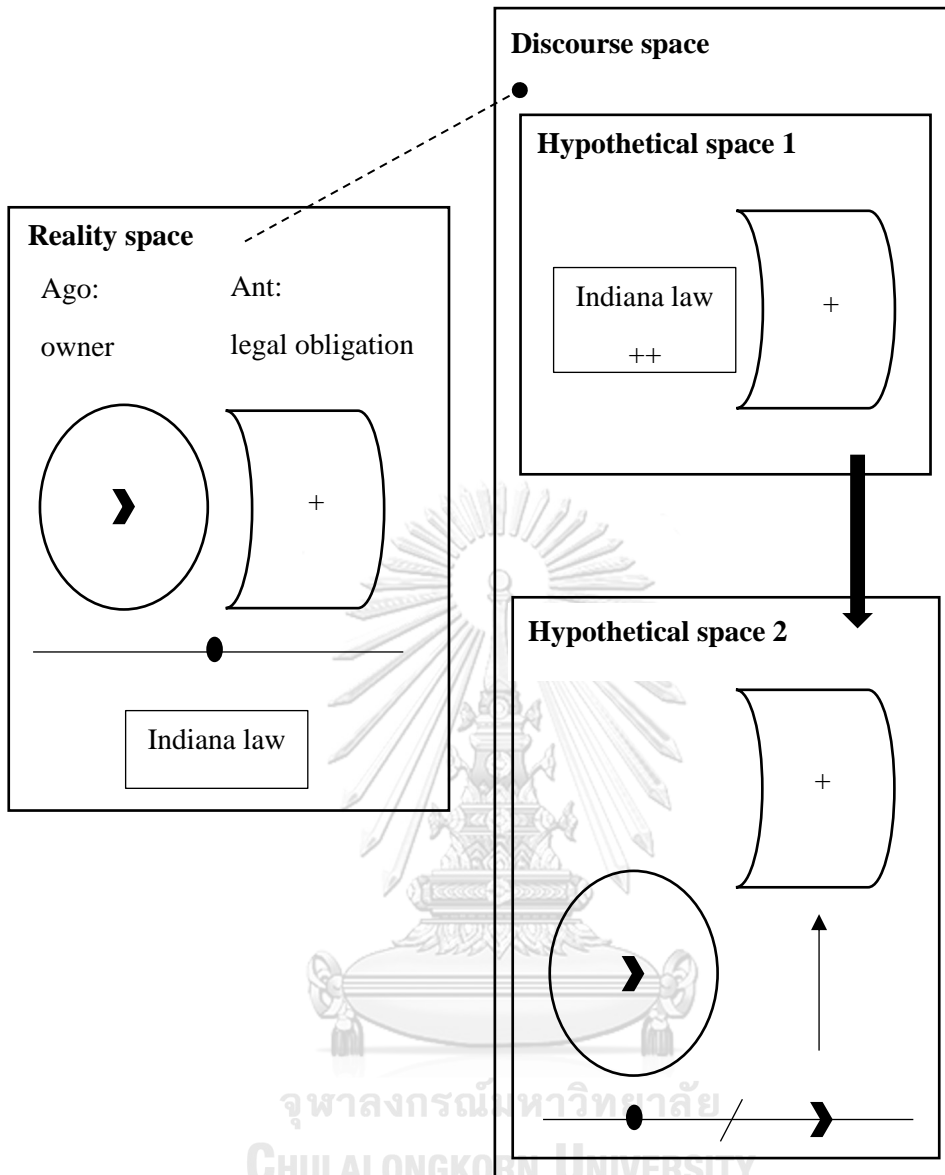 Discourse space
Hypothetical space 1
Indiana law
++
+
Reality space
Ago:
Ant:
owner
legal obligation
+
Indiana law
Hypothetical space 2
+
จุฬาลงกรณ์มหาวิทยาลัย
CHULALONGKORN UNIVERSITY